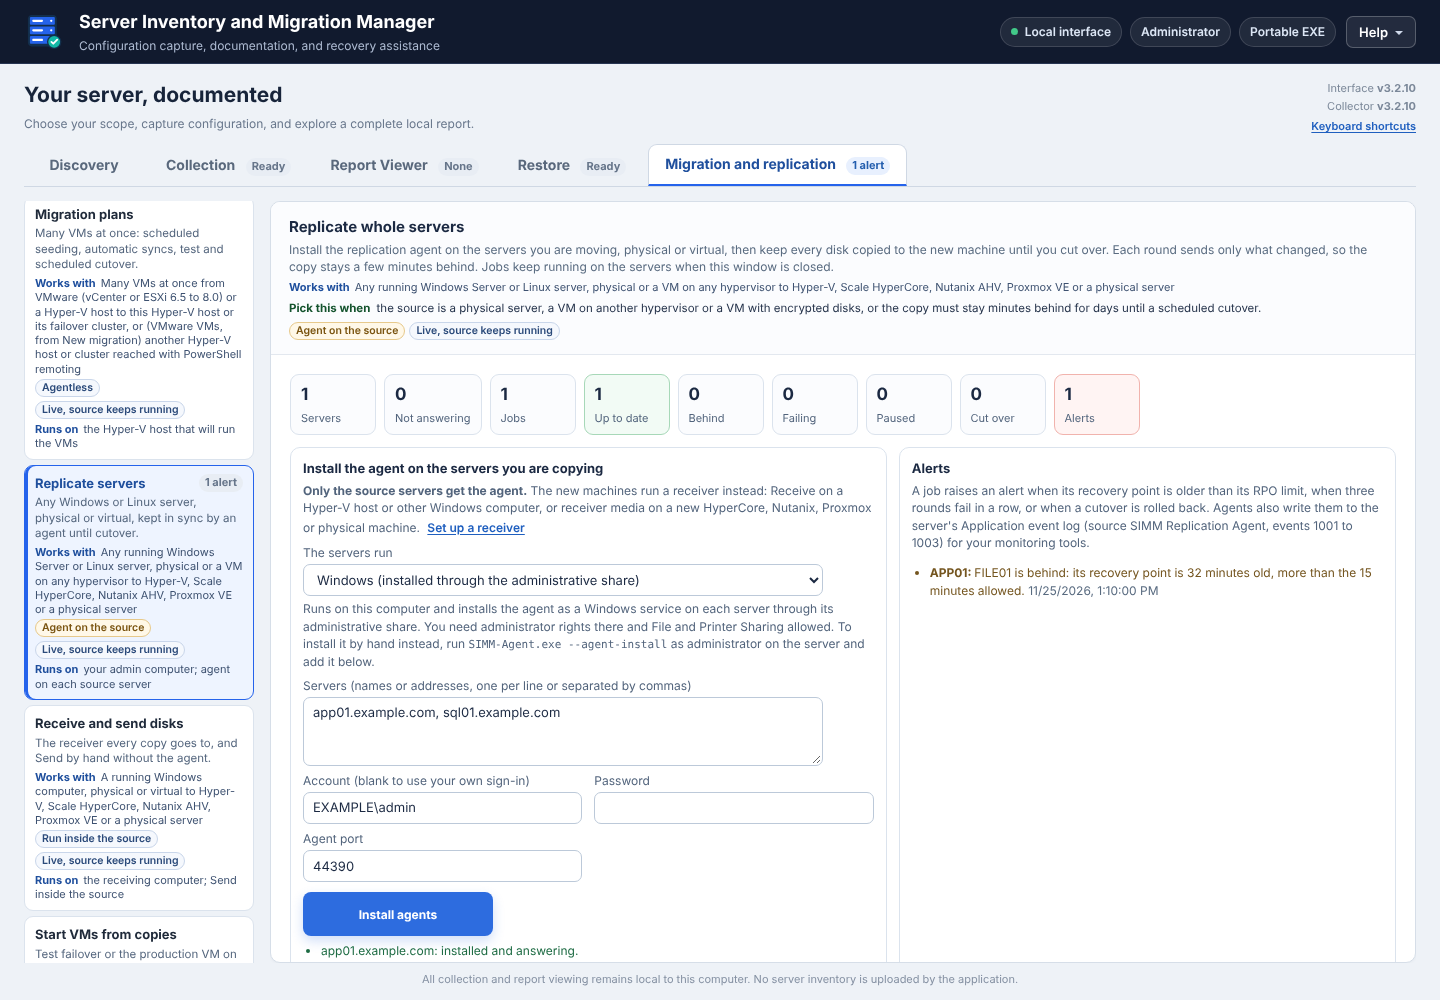 Server Inventory and Migration Manager
Configuration capture, documentation, and recovery assistance
Local interface
Administrator
Portable EXE
Help
Your server, documented
Choose your scope, capture configuration, and explore a complete local report.
Interface v3.2.10
Collector v3.2.10
Keyboard shortcuts
Discovery
Collection Ready
Report Viewer None
Restore Ready
Migration and replication 1 alert
Migration plans
Many VMs at once: scheduled
seeding, automatic syncs, test and
scheduled cutover.
Works with Many VMs at once from
VMware (vCenter or ESXi 6.5 to 8.0) or
a Hyper-V host to this Hyper-V host or
its failover cluster, or (VMware VMs,
from New migration) another Hyper-V
host or cluster reached with PowerShell
remoting
Agentless
Live, source keeps running
Runs on the Hyper-V host that will run
the VMs
Replicate servers 1 alert
Any Windows or Linux server,
physical or virtual, kept in sync by an
agent until cutover.
Works with Any running Windows
Server or Linux server, physical or a VM
on any hypervisor to Hyper-V, Scale
HyperCore, Nutanix AHV, Proxmox VE
or a physical server
Agent on the source
Live, source keeps running
Runs on your admin computer; agent
on each source server
Receive and send disks
The receiver every copy goes to, and
Send by hand without the agent.
Works with A running Windows
computer, physical or virtual to Hyper-
V, Scale HyperCore, Nutanix AHV,
Proxmox VE or a physical server
Run inside the source
Live, source keeps running
Runs on the receiving computer; Send
inside the source
Start VMs from copies
Test failover or the production VM on
Replicate whole servers
Install the replication agent on the servers you are moving, physical or virtual, then keep every disk copied to the new machine until you cut over. Each round sends only what changed, so the
copy stays a few minutes behind. Jobs keep running on the servers when this window is closed.
Works with Any running Windows Server or Linux server, physical or a VM on any hypervisor to Hyper-V, Scale HyperCore, Nutanix AHV, Proxmox VE or a physical server
Pick this when the source is a physical server, a VM on another hypervisor or a VM with encrypted disks, or the copy must stay minutes behind for days until a scheduled cutover.
Agent on the source
Live, source keeps running
1
Servers
0
Not answering
1
Jobs
1
Up to date
0
Behind
0
Failing
0
Paused
0
Cut over
1
Alerts
Install the agent on the servers you are copying
Only the source servers get the agent. The new machines run a receiver instead: Receive on a
Hyper-V host or other Windows computer, or receiver media on a new HyperCore, Nutanix, Proxmox
or physical machine. Set up a receiver
The servers run
Windows (installed through the administrative share)
Runs on this computer and installs the agent as a Windows service on each server through its
administrative share. You need administrator rights there and File and Printer Sharing allowed. To
install it by hand instead, run SIMM-Agent.exe --agent-install as administrator on the server and
add it below.
Servers (names or addresses, one per line or separated by commas)
app01.example.com, sql01.example.com
Account (blank to use your own sign-in)
Password
EXAMPLE\admin
Agent port
44390
Install agents
app01.example.com: installed and answering.
Alerts
A job raises an alert when its recovery point is older than its RPO limit, when three
rounds fail in a row, or when a cutover is rolled back. Agents also write them to the
server's Application event log (source SIMM Replication Agent, events 1001 to
1003) for your monitoring tools.
APP01: FILE01 is behind: its recovery point is 32 minutes old, more than the 15
minutes allowed. 11/25/2026, 1:10:00 PM
All collection and report viewing remains local to this computer. No server inventory is uploaded by the application.